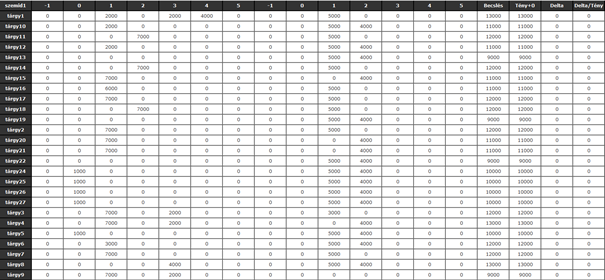 szemid1 -1 0 1 2 3 4 5 -1 0 1 2 3 4 5 Becslés Tény+0 Delta Delta/Tény
tárgy1 0 0 2000 0 2000 4000 0 0 0 5000 0 0 0 0 13000 13000 0 0
tárgy10 0 0 2000 0 0 0 0 0 0 5000 4000 0 0 0 11000 11000 0 0
tárgy11 0 0 0 7000 0 0 0 0 0 5000 0 0 0 0 12000 12000 0 0
tárgy12 0 0 2000 0 0 0 0 0 0 5000 4000 0 0 0 11000 11000 0 0
tárgy13 0 0 0 0 0 0 0 0 0 5000 4000 0 0 0 9000 9000 0 0
tárgy14 0 0 0 7000 0 0 0 0 0 5000 0 0 0 0 12000 12000 0 0
tárgy15 0 0 7000 0 0 0 0 0 0 0 4000 0 0 0 11000 11000 0 0
tárgy16 0 0 6000 0 0 0 0 0 0 5000 0 0 0 0 11000 11000 0 0
tárgy17 0 0 7000 0 0 0 0 0 0 5000 0 0 0 0 12000 12000 0 0
tárgy18 0 0 0 7000 0 0 0 0 0 5000 0 0 0 0 12000 12000 0 0
tárgy19 0 0 0 0 0 0 0 0 0 5000 4000 0 0 0 9000 9000 0 0
tárgy2 0 0 7000 0 0 0 0 0 0 5000 0 0 0 0 12000 12000 0 0
tárgy20 0 0 7000 0 0 0 0 0 0 0 4000 0 0 0 11000 11000 0 0
tárgy21 0 0 7000 0 0 0 0 0 0 0 4000 0 0 0 11000 11000 0 0
tárgy22 0 0 0 0 0 0 0 0 0 5000 4000 0 0 0 9000 9000 0 0
tárgy24 0 1000 0 0 0 0 0 0 0 5000 4000 0 0 0 10000 10000 0 0
tárgy25 0 1000 0 0 0 0 0 0 0 5000 4000 0 0 0 10000 10000 0 0
tárgy26 0 1000 0 0 0 0 0 0 0 5000 4000 0 0 0 10000 10000 0 0
tárgy27 0 1000 0 0 0 0 0 0 0 5000 4000 0 0 0 10000 10000 0 0
tárgy3 0 0 7000 0 2000 0 0 0 0 3000 0 0 0 0 12000 12000 0 0
tárgy4 0 0 7000 0 2000 0 0 0 0 0 4000 0 0 0 13000 13000 0 0
tárgy5 0 1000 0 0 0 0 0 0 0 5000 4000 0 0 0 10000 10000 0 0
tárgy6 0 0 3000 0 0 0 0 0 0 5000 4000 0 0 0 12000 12000 0 0
tárgy7 0 0 7000 0 0 0 0 0 0 5000 0 0 0 0 12000 12000 0 0
tárgy8 0 0 0 0 4000 0 0 0 0 5000 4000 0 0 0 13000 13000 0 0
tárgy9 0 0 7000 0 2000 0 0 0 0 0 0 0 0 0 9000 9000 0 0